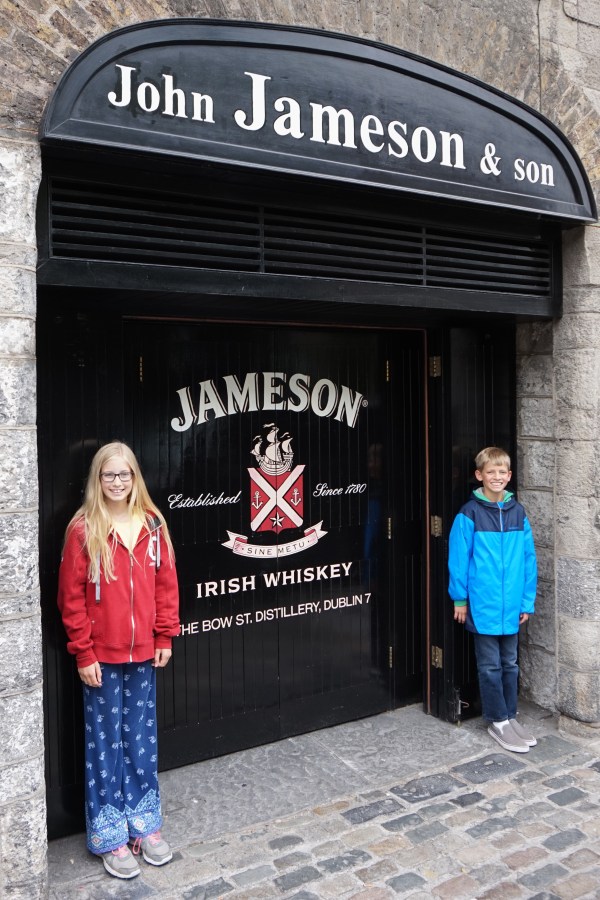 John Jameson & son
JAMESON®
Established Since 1780
SINE METU
IRISH WHISKEY
THE BOW ST. DISTILLERY, DUBLIN 7